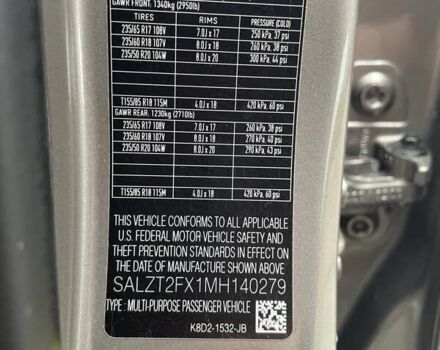 GAWR FRONT: 1340kg (2950lb)
TIRES RIMS PRESSURE (COLD)
235/65 R17 108V 7.0J x 17 250 kPa, 37 psi
235/60 R18 107V 8.0J x 18 260 kPa, 38 psi
235/50 R20 104W 8.0J x 20 300 kPa, 44 psi
T155/85 R18 115M 4.0J x 18 420 kPa, 60 psi
GAWR REAR: 1230kg (2710lb)
235/65 R17 108V 7.0J x 17 260 kPa, 38 psi
235/60 R18 107V 8.0J x 18 270 kPa, 40 psi
235/50 R20 104W 8.0J x 20 290 kPa, 43 psi
T155/85 R18 115M 4.0J x 18 420 kPa, 60 psi
THIS VEHICLE CONFORMS TO ALL APPLICABLE
U.S. FEDERAL MOTOR VEHICLE SAFETY AND
THEFT PREVENTION STANDARDS IN EFFECT ON
THE DATE OF MANUFACTURE SHOWN ABOVE
SALZT2FX1MH140279
TYPE: MULTI-PURPOSE PASSENGER VEHICLE
K8D2-1532-JB